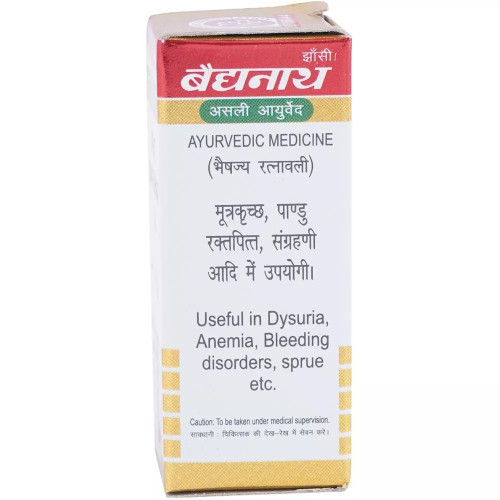 झाँसी।
बैद्यनाथ
असली आयुर्वेद
AYURVEDIC MEDICINE
(भैषज्य रत्नावली)
मूत्रकृच्छ, पाण्डु
रक्तपित्त, संग्रहणी
आदि में उपयोगी।
Useful in Dysuria,
Anemia, Bleeding
disorders, sprue
etc.
Caution: To be taken under medical supervision.
सावधानी : चिकित्सक की देख-रेख में सेवन करें।